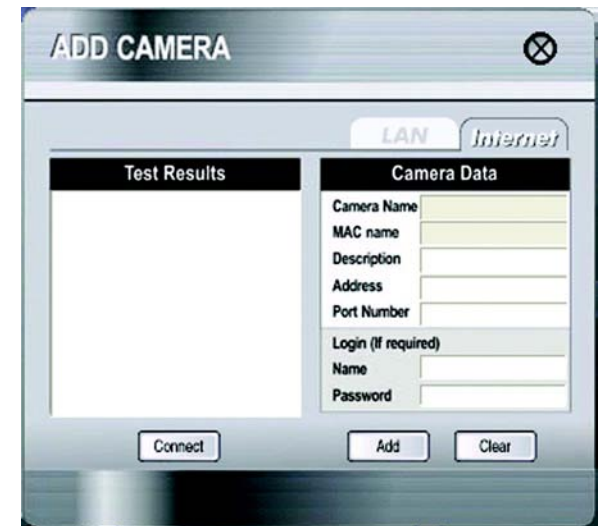 ADD CAMERA
LAN Internet
Test Results
Camera Data
Camera Name
MAC name
Description
Address
Port Number
Login (If required)
Name
Password
Connect
Add
Clear